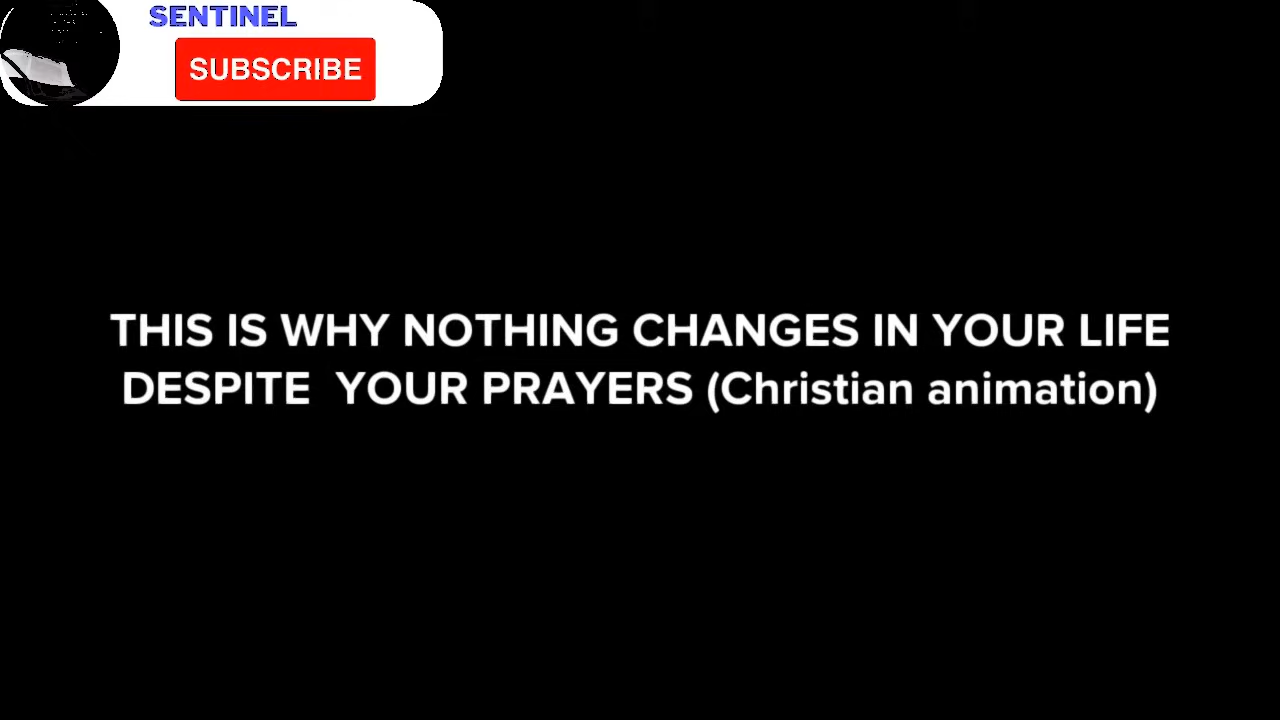 SENTINEL
SUBSCRIBE
THIS IS WHY NOTHING CHANGES IN YOUR LIFE
DESPITE  YOUR PRAYERS (Christian animation)